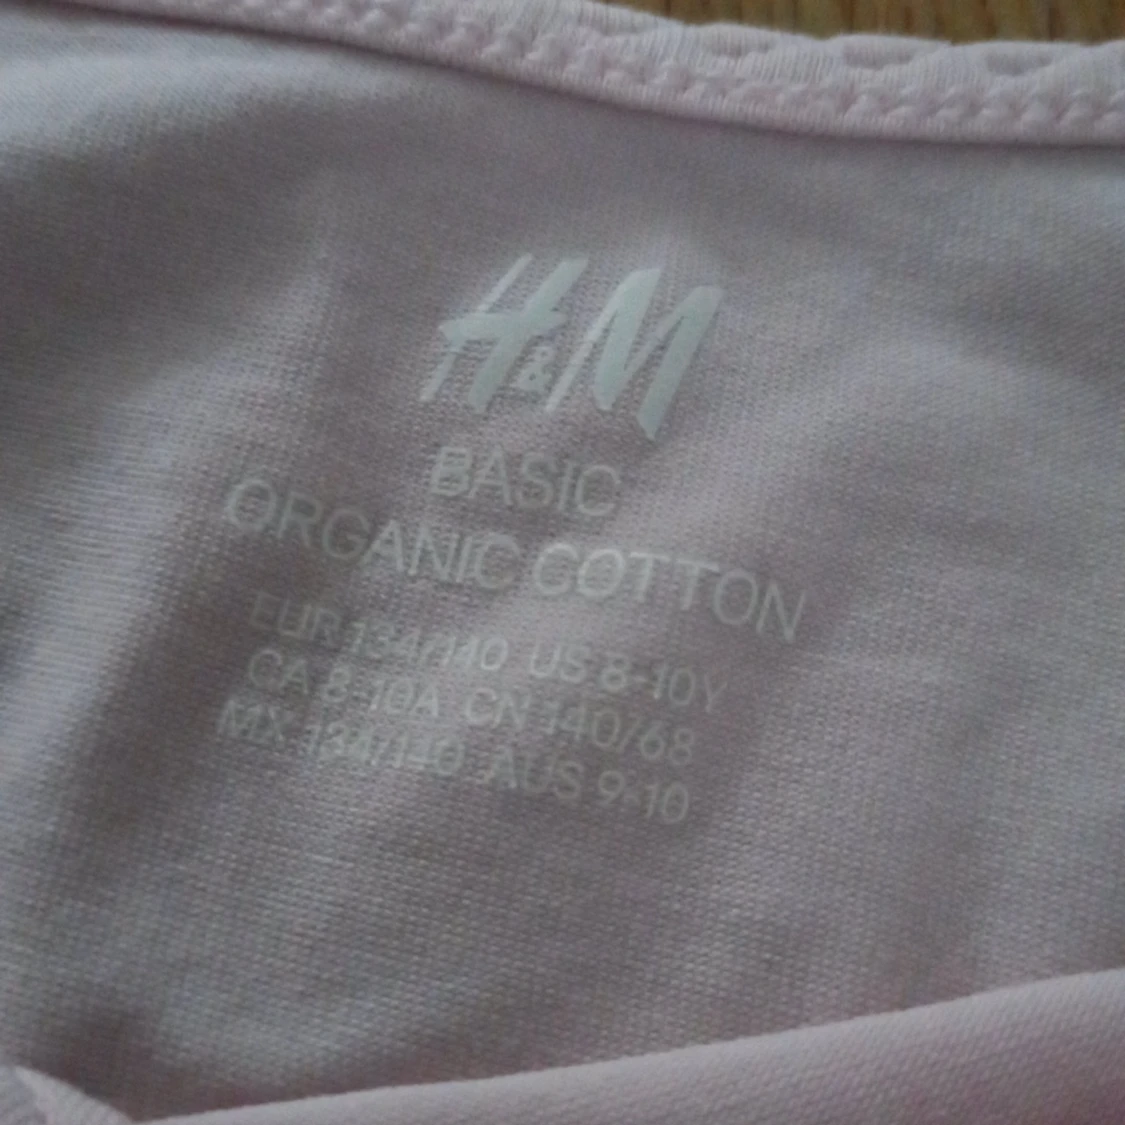 H&M
BASIC
ORGANIC COTTON
EUR 134/140 US 8-10Y
CA 8-10A CN 140/68
MX 134/140 AUS 9-10